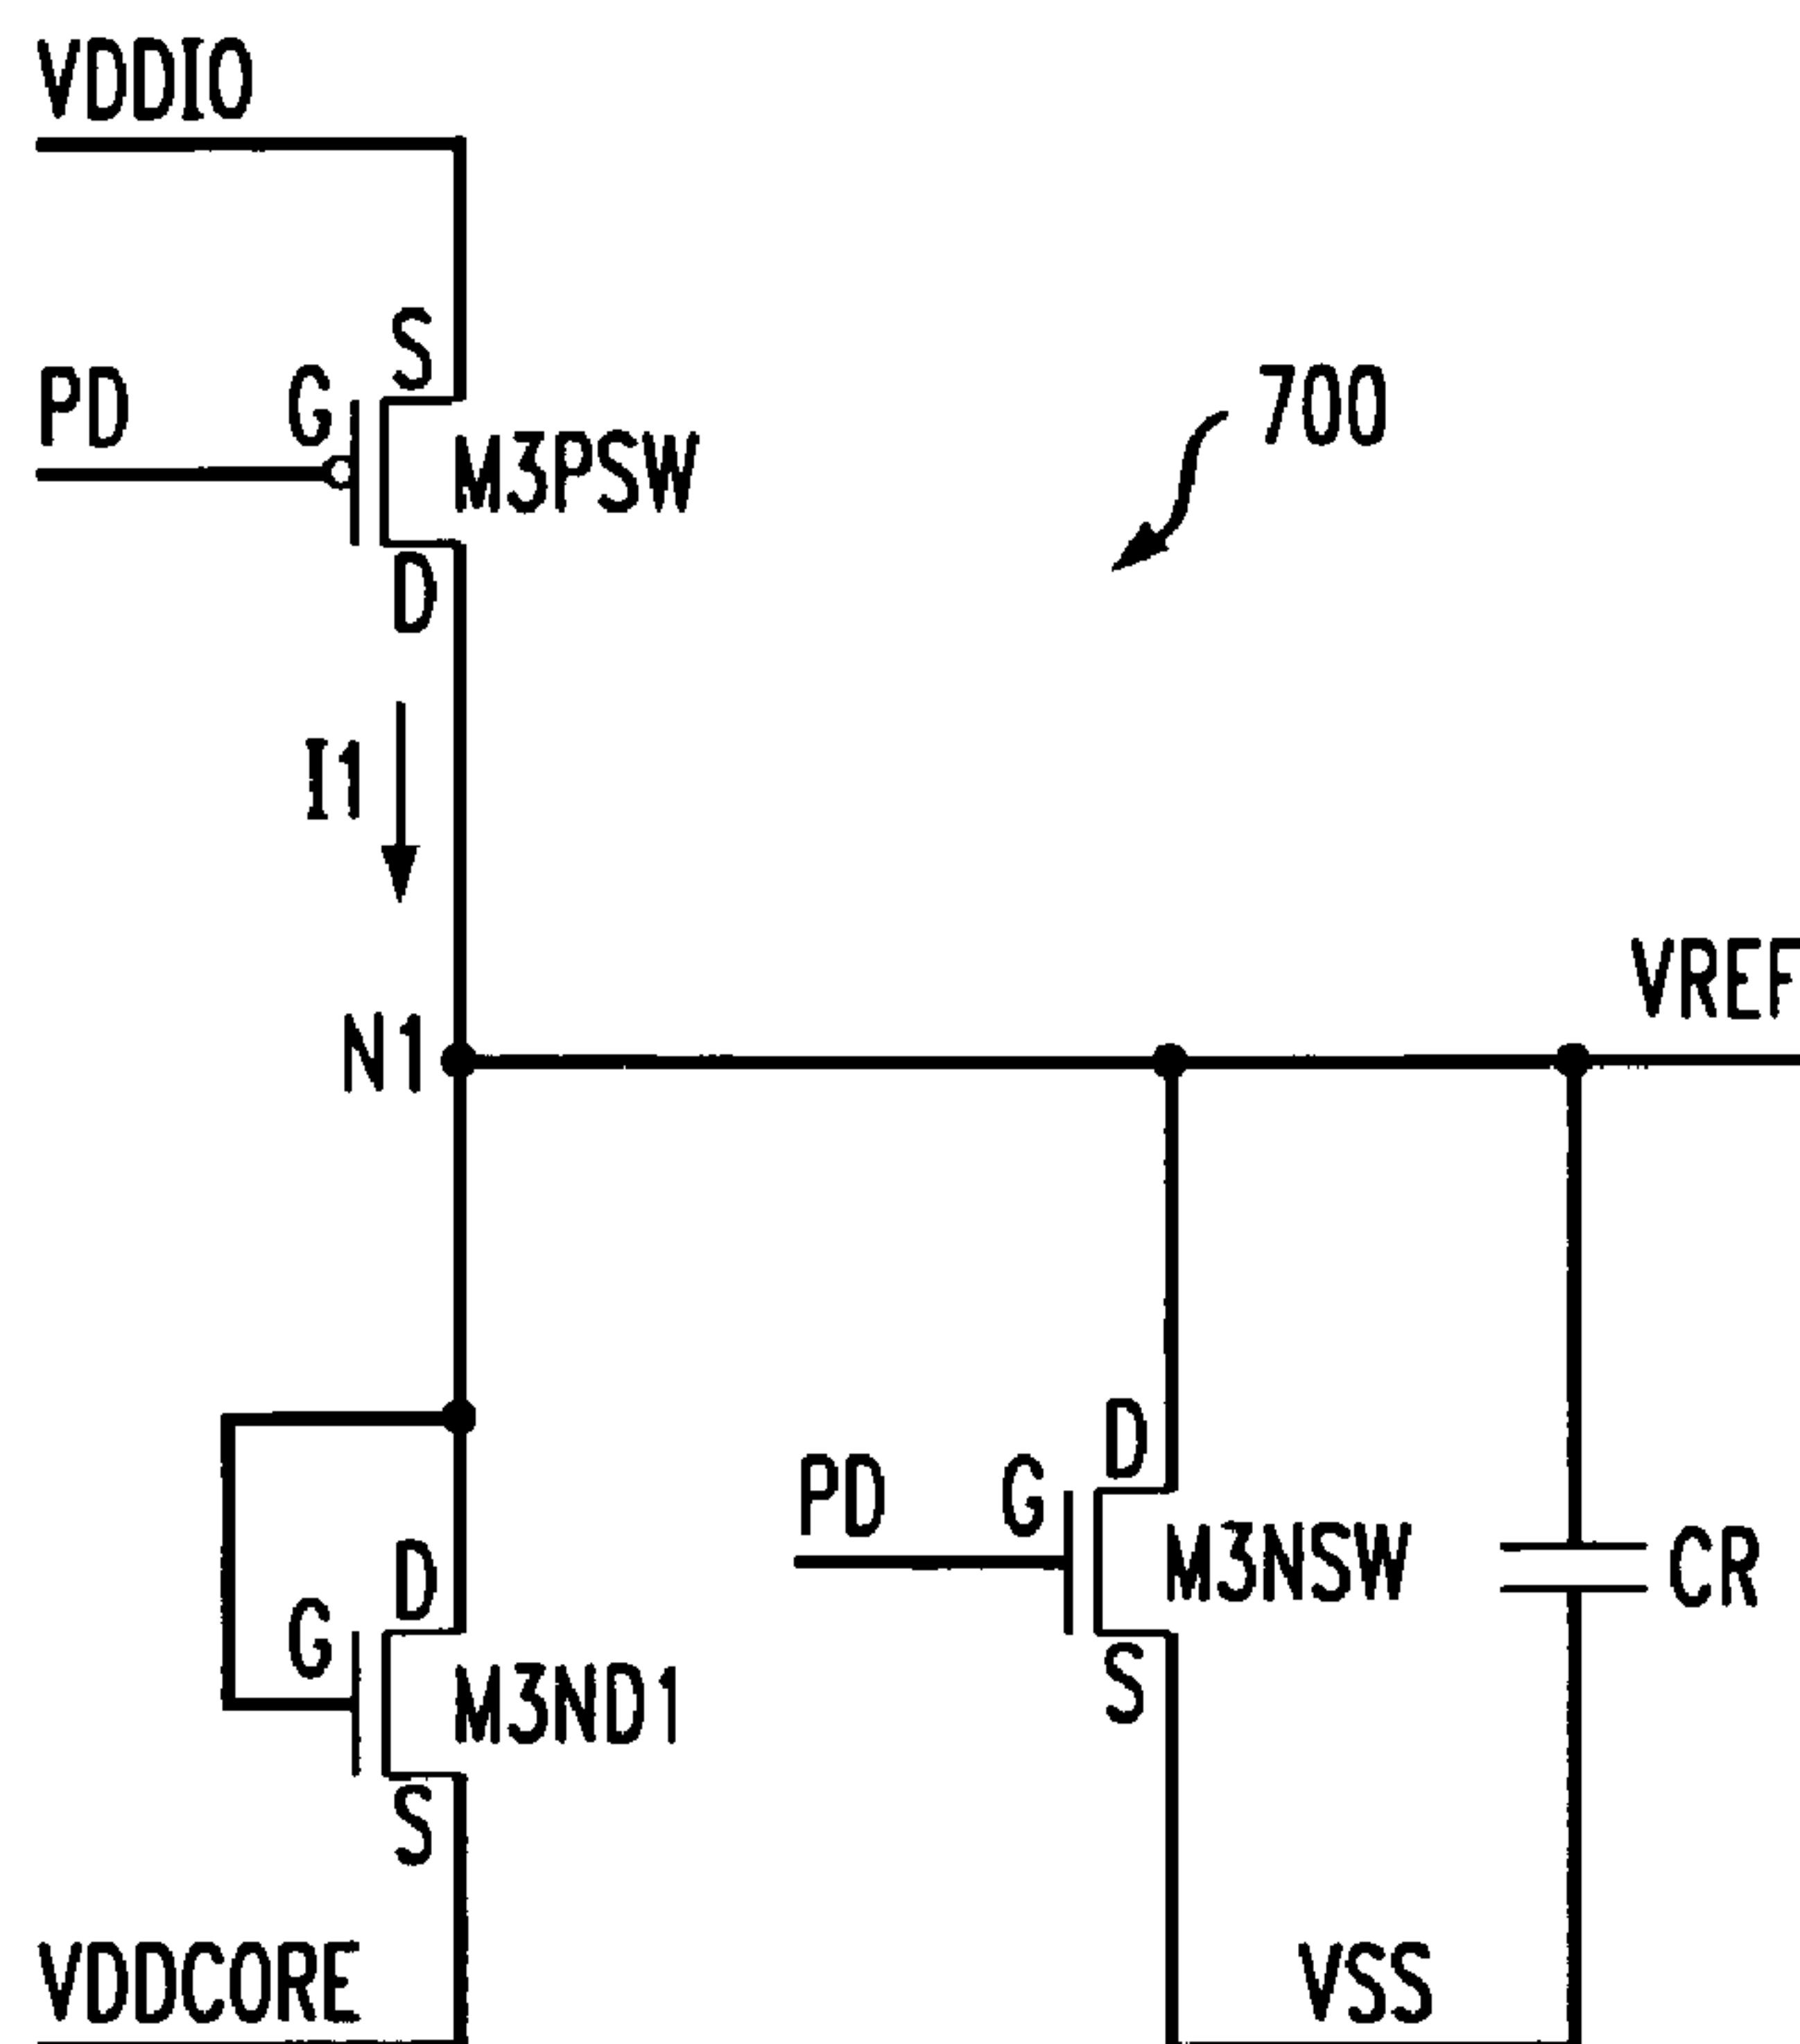 VDDIO
S
PD
G
M3PSW
D
700
I1
VREF
N1
D
PD
G
M3NSW
CR
S
D
G
M3ND1
S
VDDCORE
VSS